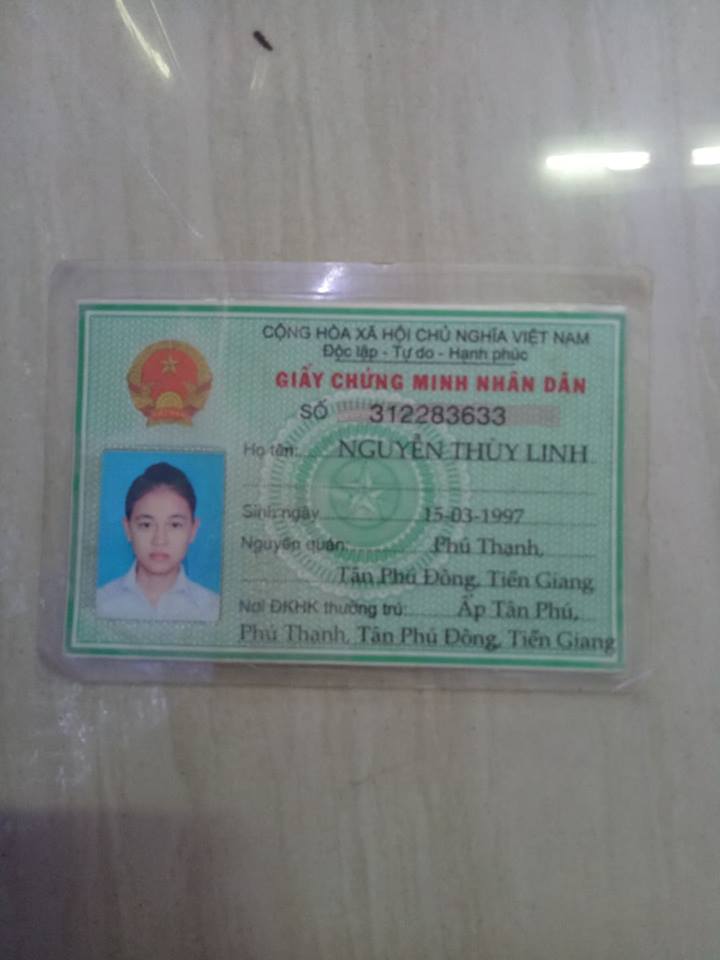 CỘNG HÒA XÃ HỘI CHỦ NGHĨA VIỆT NAM
Độc lập - Tự do - Hạnh phúc
GIẤY CHỨNG MINH NHÂN DÂN
SỐ 312283633
Họ tên: NGUYỄN THÙY LINH
Sinh ngày 15-03-1997
Nguyên quán: Phú Thạnh,
Tân Phú Đông, Tiền Giang
Nơi ĐKHK thường trú: Ấp Tân Phú,
Phú Thạnh, Tân Phú Đông, Tiền Giang